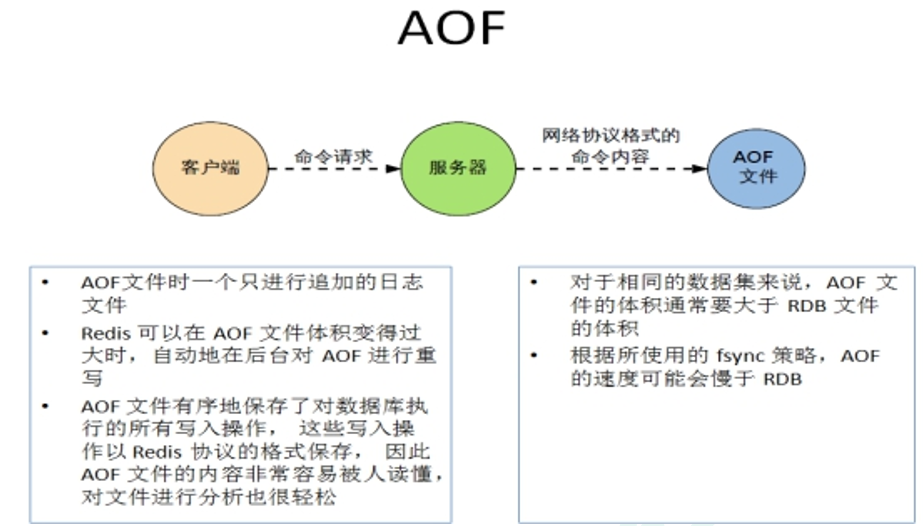 AOF
客户端
命令请求
服务器
网络协议格式的
命令内容
AOF
文件
• AOF文件时一个只进行追加的日志
文件
• Redis 可以在 AOF 文件体积变得过
大时，自动地在后台对 AOF 进行重
写
• AOF 文件有序地保存了对数据库执
行的所有写入操作， 这些写入操
作以 Redis 协议的格式保存， 因此
AOF 文件的内容非常容易被人读懂，
对文件进行分析也很轻松
• 对于相同的数据集来说，AOF 文
件的体积通常要大于 RDB 文件
的体积
• 根据所使用的 fsync 策略，AOF
的速度可能会慢于 RDB